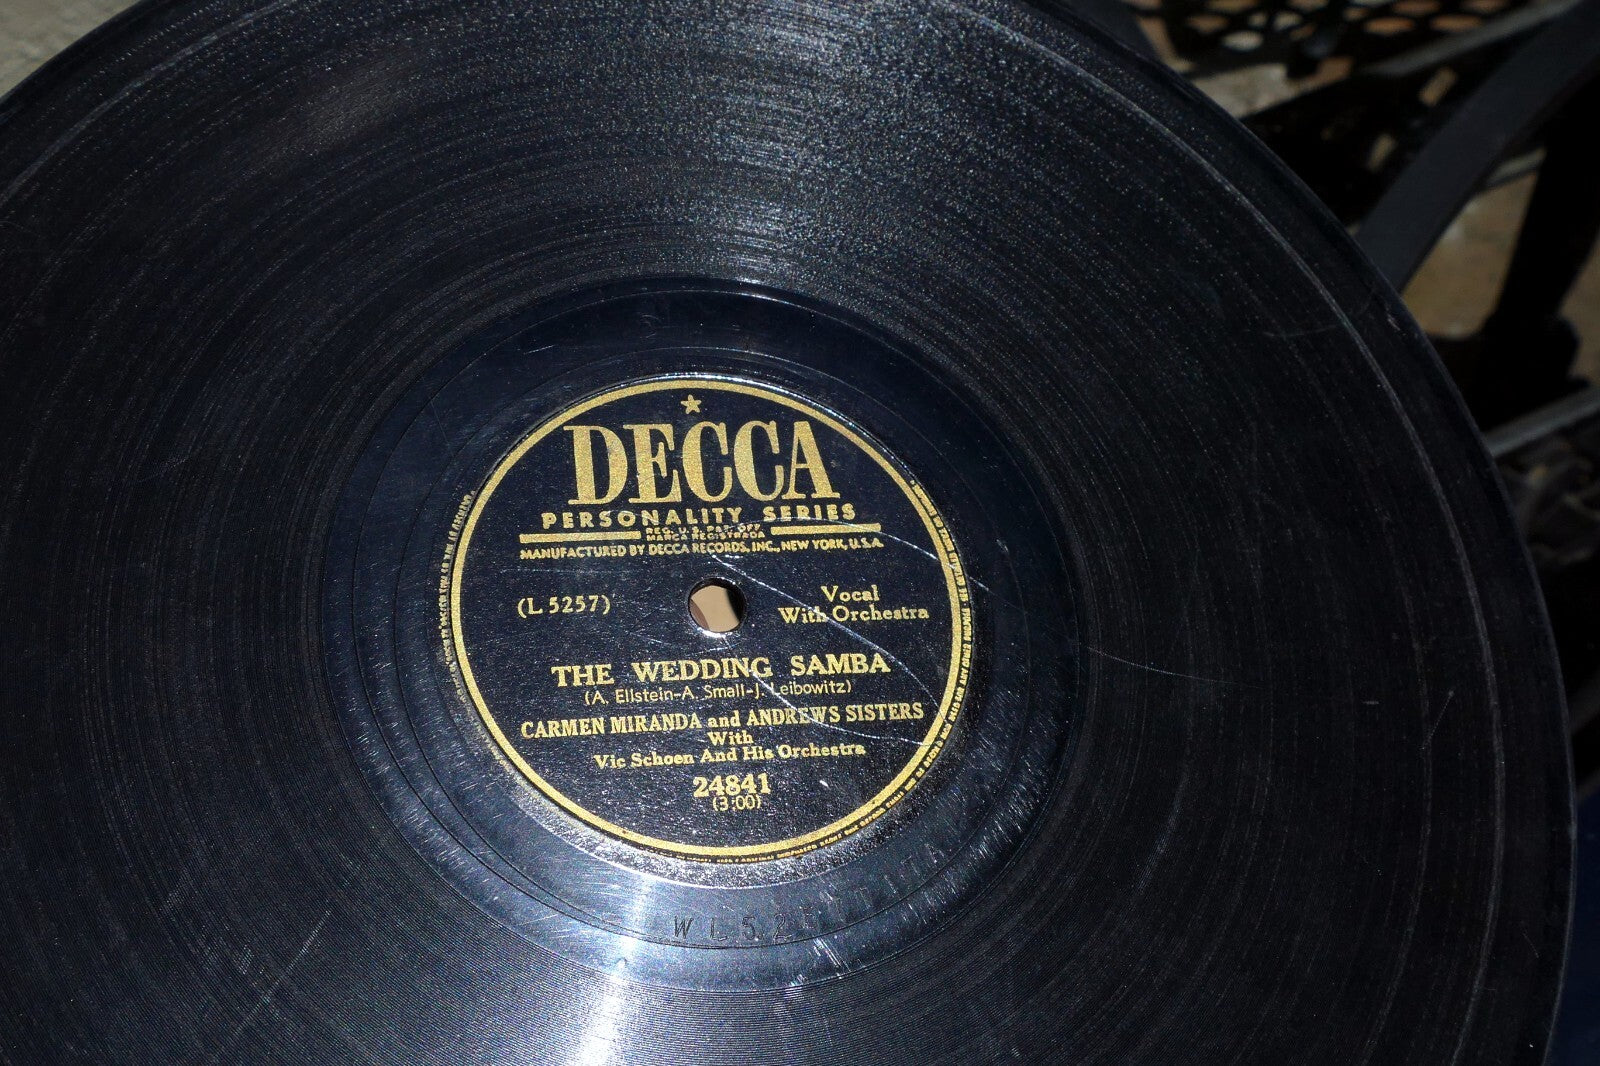 DECCA
PERSONALITY SERIES
REG. U.S. PAT. OFF.
MARCA REGISTRADA
MANUFACTURED BY DECCA RECORDS, INC., NEW YORK, U.S.A.
(L 5257)
Vocal
With Orchestra
THE WEDDING SAMBA
(A. Ellstein-A. Small-J. Leibowitz)
CARMEN MIRANDA and ANDREWS SISTERS
With
Vic Schoen And His Orchestra
24841
(3:00)